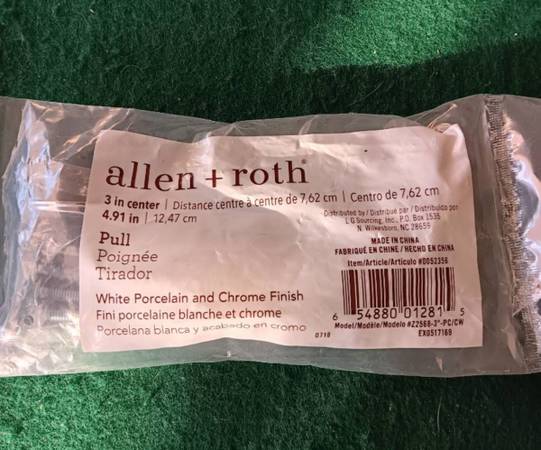 allen + roth®
3 in center | Distance centre à centre de 7,62 cm | Centro de 7,62 cm
4.91 in | 12,47 cm
Distributed by / Distribué par / Distribuido por
L G Sourcing, Inc., P.O. Box 1535
N. Wilkesboro, NC 28659
Pull
Poignée
Tirador
MADE IN CHINA
FABRIQUÉ EN CHINE / HECHO EN CHINA
Item/Article/Artículo #0052356
White Porcelain and Chrome Finish
Fini porcelaine blanche et chrome
Porcelana blanca y acabado en cromo
0718
6 54880 01281 5
Model/Modèle/Modelo #Z2568-3"-PC/CW
EX0517169